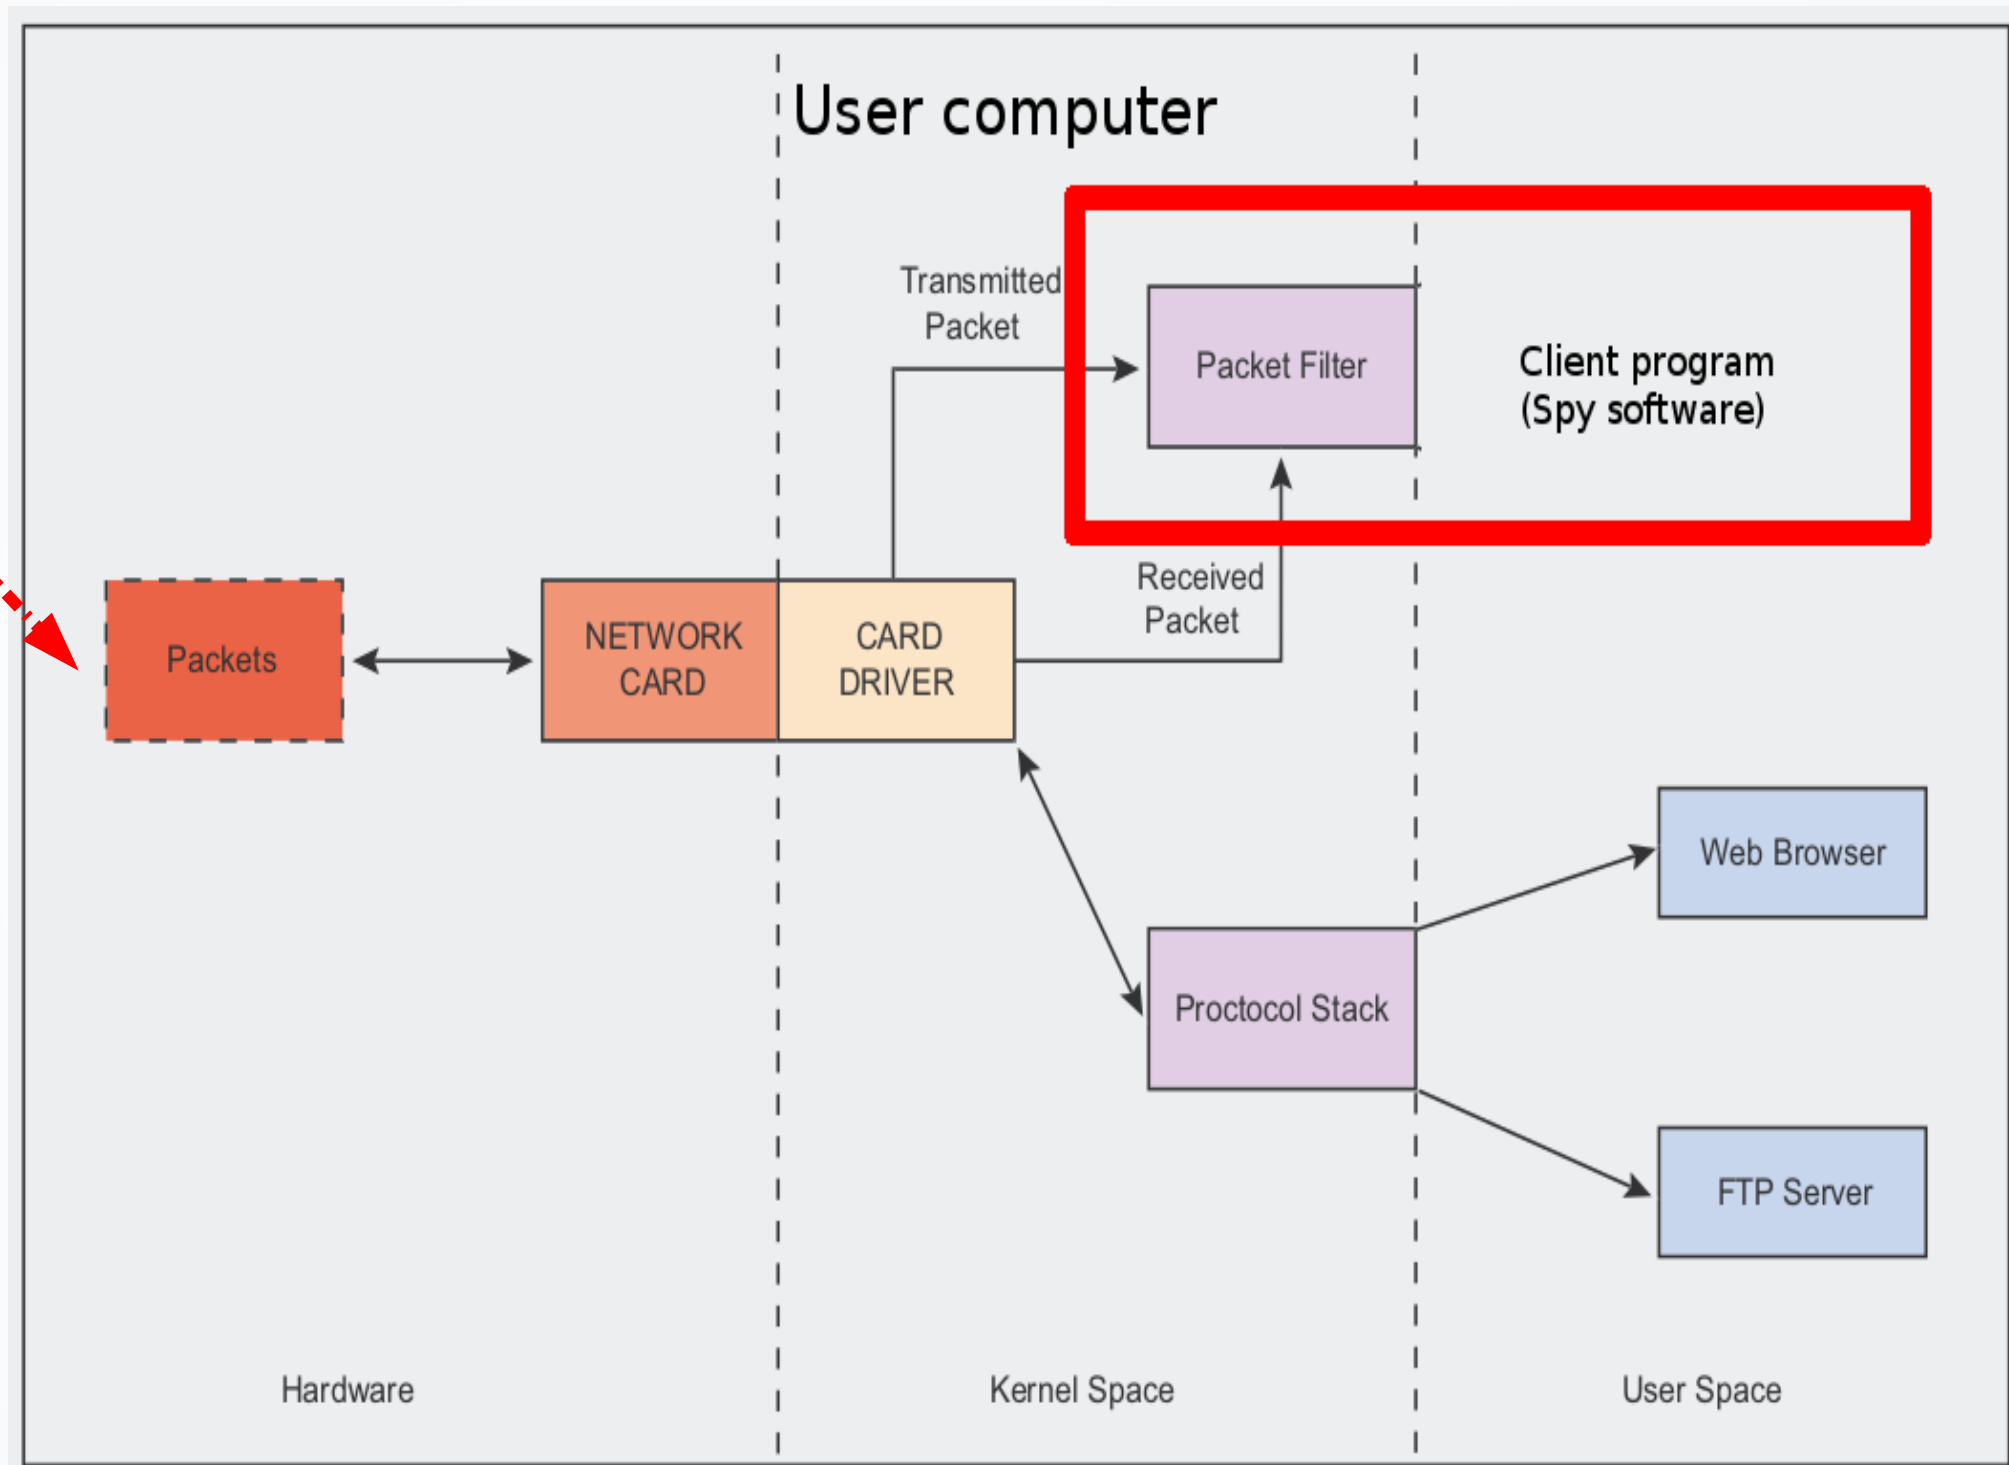 User computer
Transmitted
Packet
Packet Filter
Client program
(Spy software)
Received
Packet
Packets
NETWORK
CARD
CARD
DRIVER
Web Browser
Proctocol Stack
FTP Server
Hardware
Kernel Space
User Space